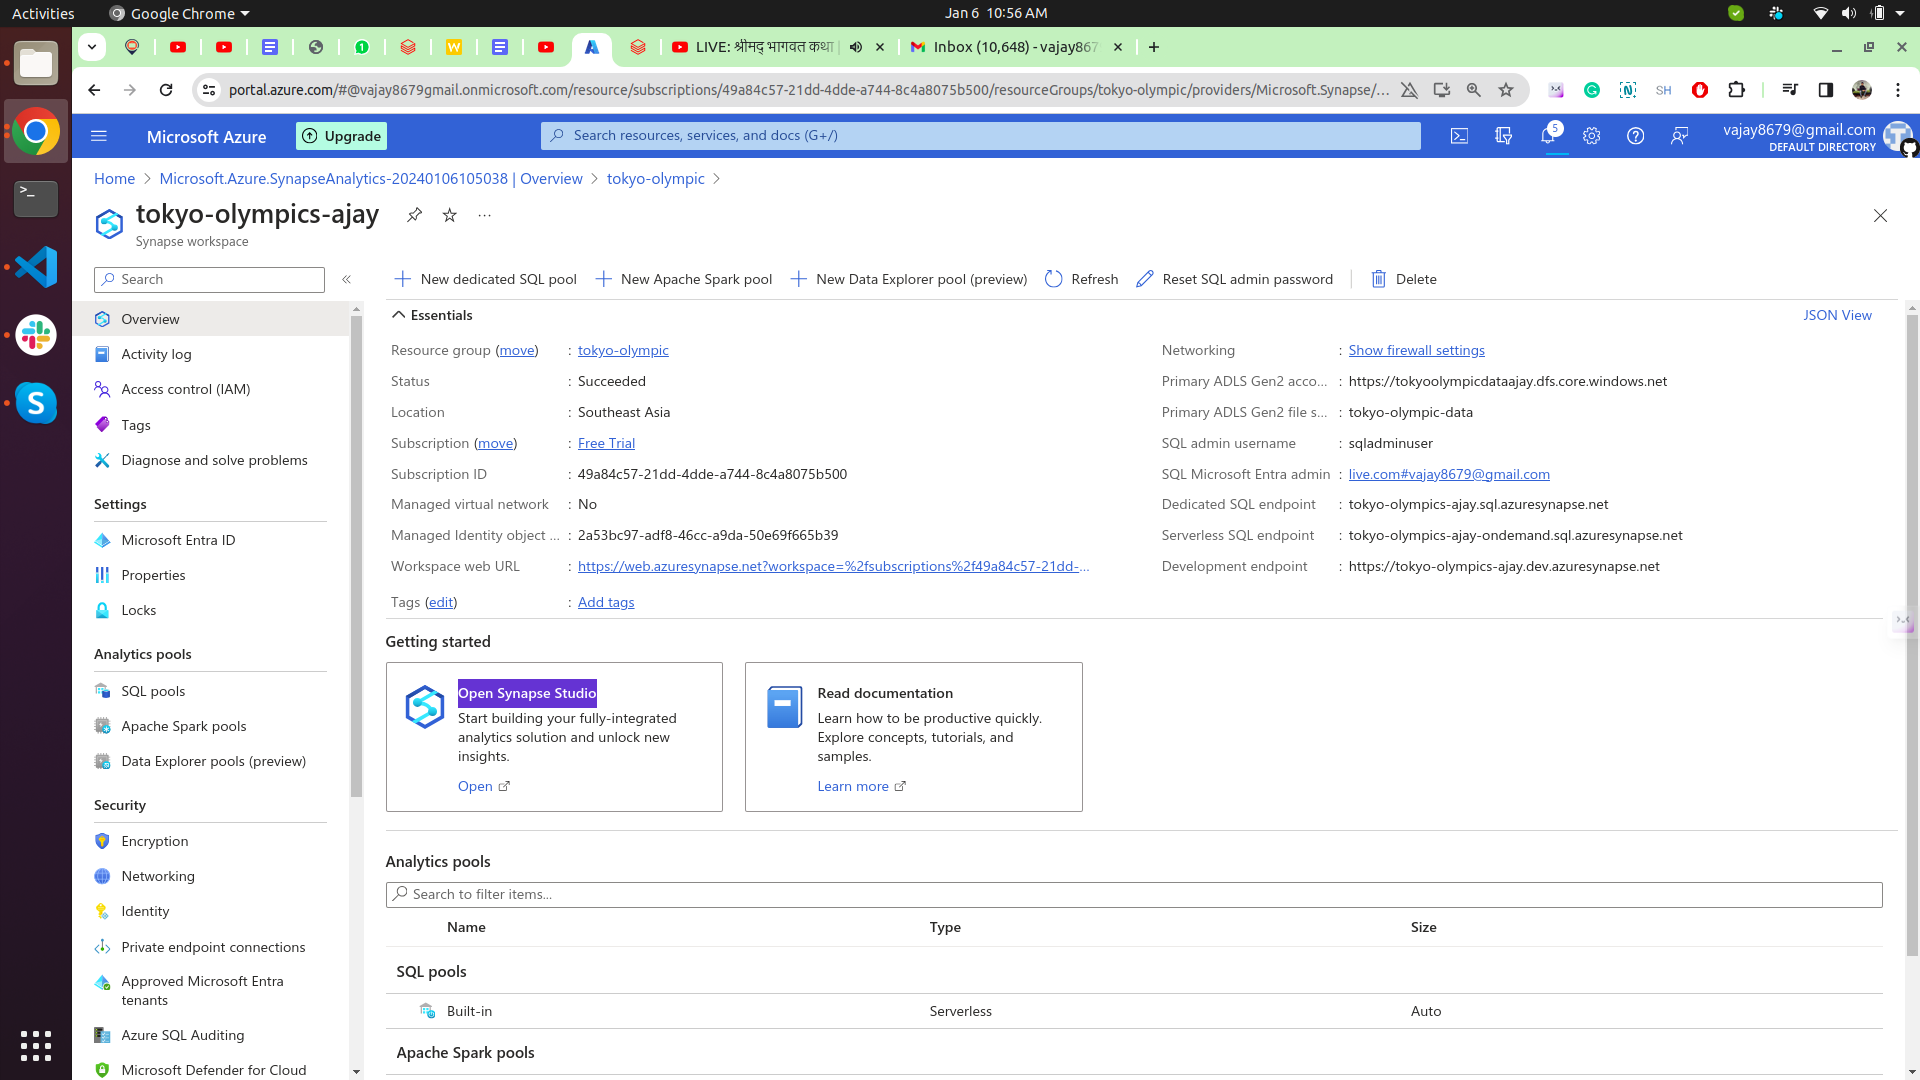 Activities
Google Chrome
Jan 6 10:56 AM
LIVE: श्रीमद् भागवत कथा |
Inbox (10,648) - vajay867
portal.azure.com/#@vajay8679gmail.onmicrosoft.com/resource/subscriptions/49a84c57-21dd-4dde-a744-8c4a8075b500/resourceGroups/tokyo-olympic/providers/Microsoft.Synapse/...
SH
Microsoft Azure
Upgrade
Search resources, services, and docs (G+/)
5
vajay8679@gmail.com
DEFAULT DIRECTORY
Home > Microsoft.Azure.SynapseAnalytics-20240106105038 | Overview > tokyo-olympic >
tokyo-olympics-ajay
Synapse workspace
Search
New dedicated SQL pool
New Apache Spark pool
New Data Explorer pool (preview)
Refresh
Reset SQL admin password
Delete
Overview
Activity log
Access control (IAM)
Tags
Diagnose and solve problems
Settings
Microsoft Entra ID
Properties
Locks
Analytics pools
SQL pools
Apache Spark pools
Data Explorer pools (preview)
Security
Encryption
Networking
Identity
Private endpoint connections
Approved Microsoft Entra
tenants
Azure SQL Auditing
Microsoft Defender for Cloud
Essentials
JSON View
Resource group (move) : tokyo-olympic
Status : Succeeded
Location : Southeast Asia
Subscription (move) : Free Trial
Subscription ID : 49a84c57-21dd-4dde-a744-8c4a8075b500
Managed virtual network : No
Managed Identity object ... : 2a53bc97-adf8-46cc-a9da-50e69f665b39
Workspace web URL : https://web.azuresynapse.net?workspace=%2fsubscriptions%2f49a84c57-21dd-...
Tags (edit) : Add tags
Networking : Show firewall settings
Primary ADLS Gen2 acco... : https://tokyoolympicdataajay.dfs.core.windows.net
Primary ADLS Gen2 file s... : tokyo-olympic-data
SQL admin username : sqladminuser
SQL Microsoft Entra admin : live.com#vajay8679@gmail.com
Dedicated SQL endpoint : tokyo-olympics-ajay.sql.azuresynapse.net
Serverless SQL endpoint : tokyo-olympics-ajay-ondemand.sql.azuresynapse.net
Development endpoint : https://tokyo-olympics-ajay.dev.azuresynapse.net
Getting started
Open Synapse Studio
Start building your fully-integrated
analytics solution and unlock new
insights.
Open
Read documentation
Learn how to be productive quickly.
Explore concepts, tutorials, and
samples.
Learn more
Analytics pools
Search to filter items...
Name Type Size
SQL pools
Built-in Serverless Auto
Apache Spark pools